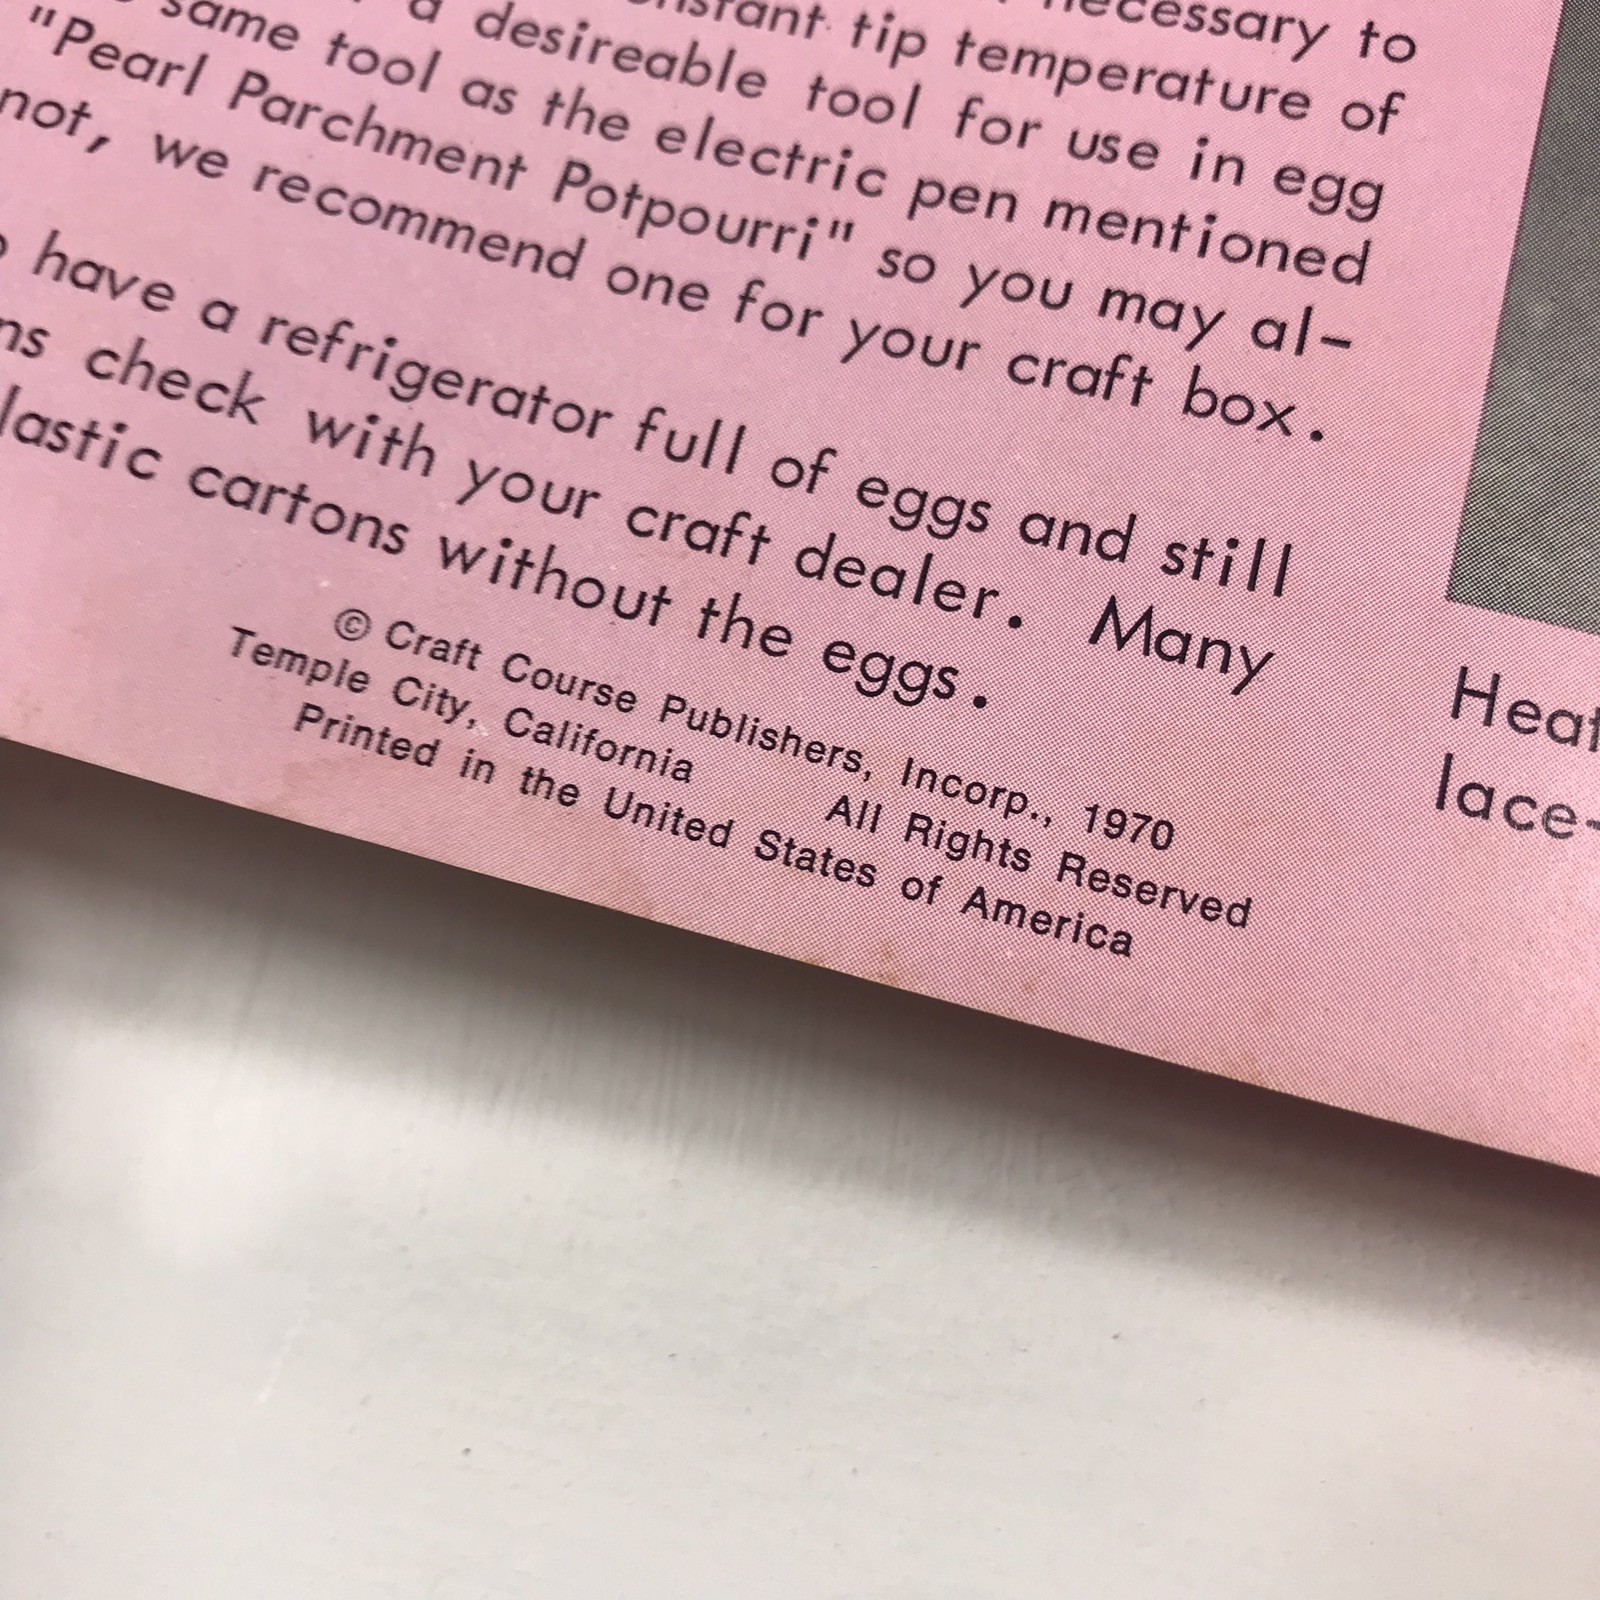 necessary to
tip temperature of
a desireable tool for use in egg
same tool as the electric pen mentioned
"Pearl Parchment Potpourri" so you may al-
not, we recommend one for your craft box.
have a refrigerator full of eggs and still
check with your craft dealer. Many
cartons without the eggs.
© Craft Course Publishers, Incorp., 1970
Temple City, California All Rights Reserved
Printed in the United States of America
lace-